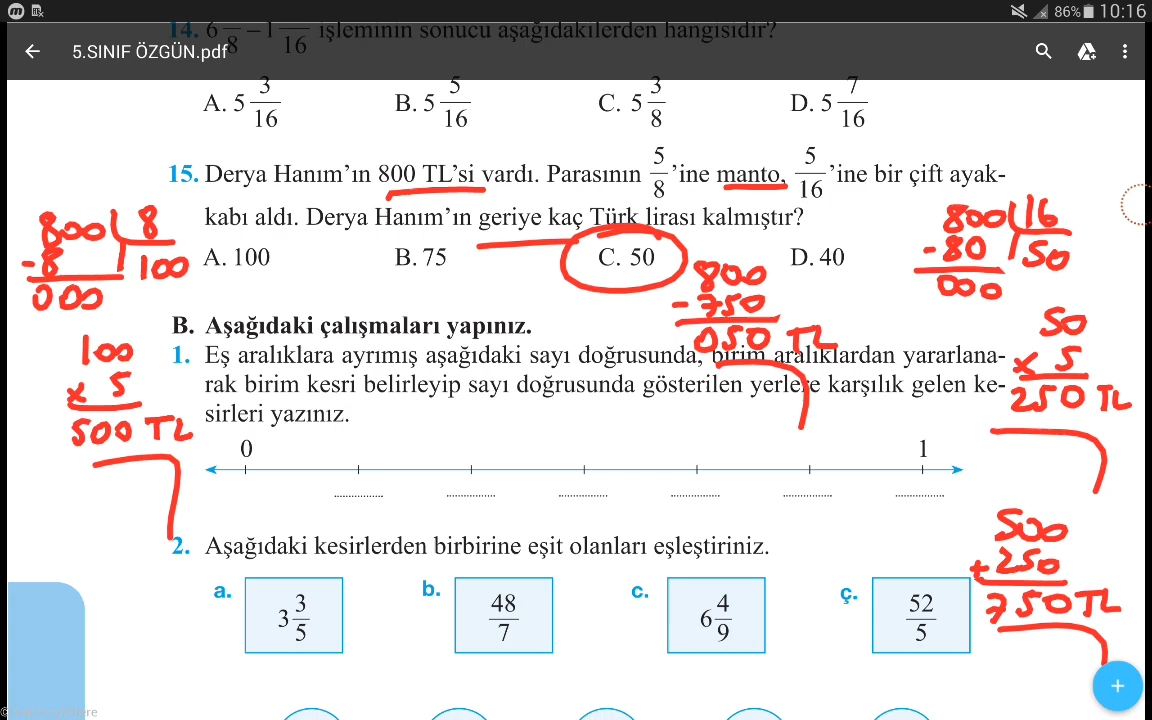 86% 10:16
14. 6 /8 – 1 /16 işleminin sonucu aşağıdakilerden hangisidir?
5.SINIF ÖZGÜN.pdf
A. 5 3/16 B. 5 5/16 C. 5 3/8 D. 5 7/16
15. Derya Hanım’ın 800 TL’si vardı. Parasının 5/8 ’ine manto, 5/16 ’ine bir çift ayak-
kabı aldı. Derya Hanım’ın geriye kaç Türk lirası kalmıştır?
A. 100 B. 75 C. 50 D. 40
800 8
-8 100
000
800 16
-80 50
000
800
-750
050 TL
100
x 5
500 TL
50
x 5
250 TL
B. Aşağıdaki çalışmaları yapınız.
1. Eş aralıklara ayrımış aşağıdaki sayı doğrusunda, birim aralıklardan yararlana-
rak birim kesri belirleyip sayı doğrusunda gösterilen yerlere karşılık gelen ke-
sirleri yazınız.
0 1
500
+250
750 TL
2. Aşağıdaki kesirlerden birbirine eşit olanları eşleştiriniz.
a. 3 3/5 b. 48/7 c. 6 4/9 ç. 52/5
+